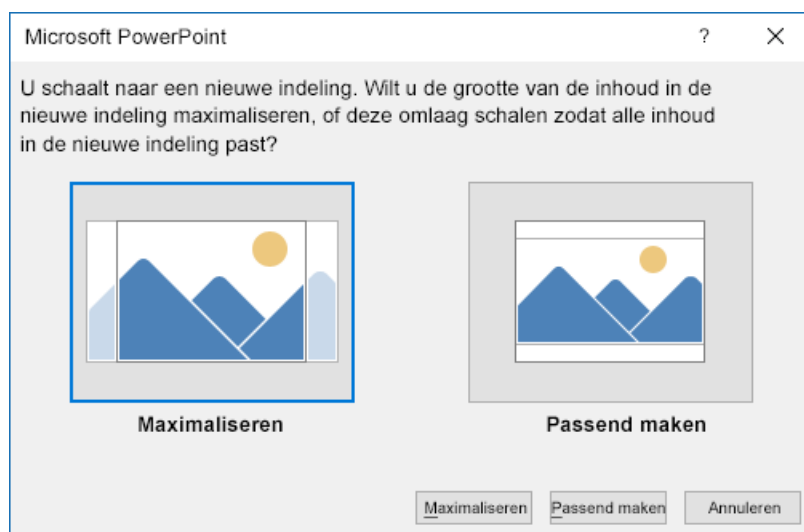 Microsoft PowerPoint ?
U schaalt naar een nieuwe indeling. Wilt u de grootte van de inhoud in de
nieuwe indeling maximaliseren, of deze omlaag schalen zodat alle inhoud
in de nieuwe indeling past?
Maximaliseren Passend maken
Maximaliseren Passend maken Annuleren